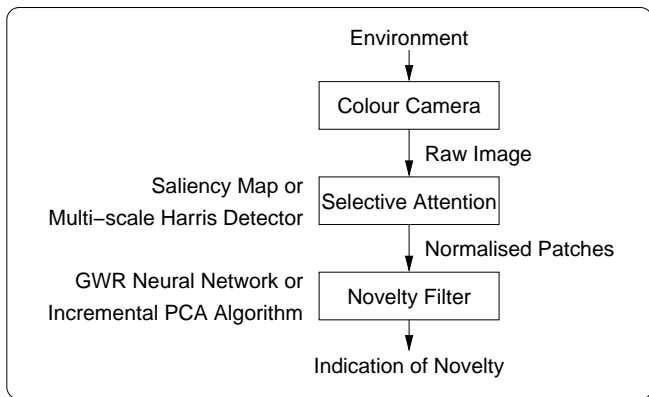 Environment
Colour Camera
Raw Image
Saliency Map or
Multi−scale Harris Detector
Selective Attention
Normalised Patches
GWR Neural Network or
Incremental PCA Algorithm
Novelty Filter
Indication of Novelty